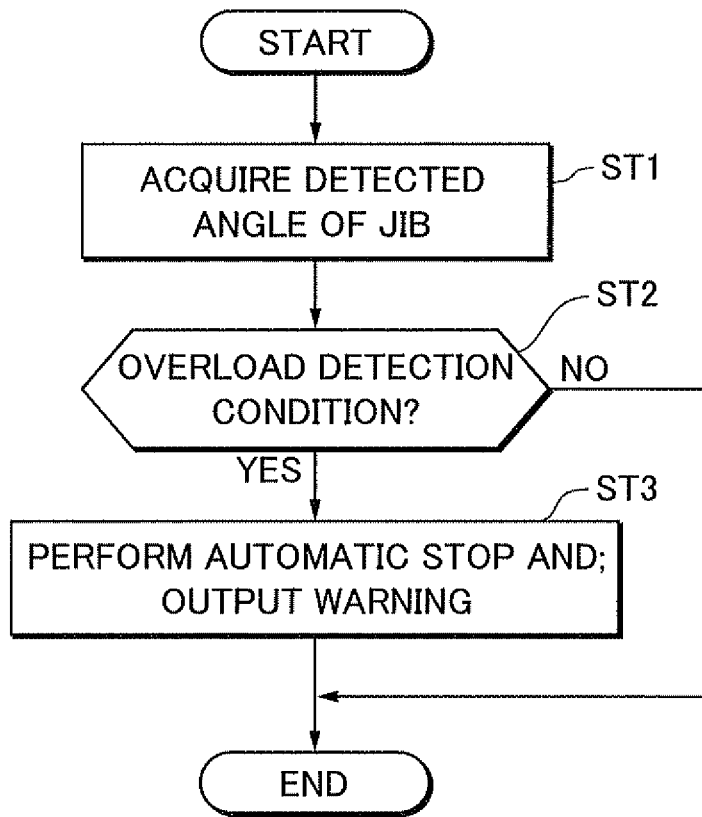 START
ACQUIRE DETECTED
ANGLE OF JIB
ST1
ST2
OVERLOAD DETECTION
CONDITION?
NO
YES
ST3
PERFORM AUTOMATIC STOP AND;
OUTPUT WARNING
END